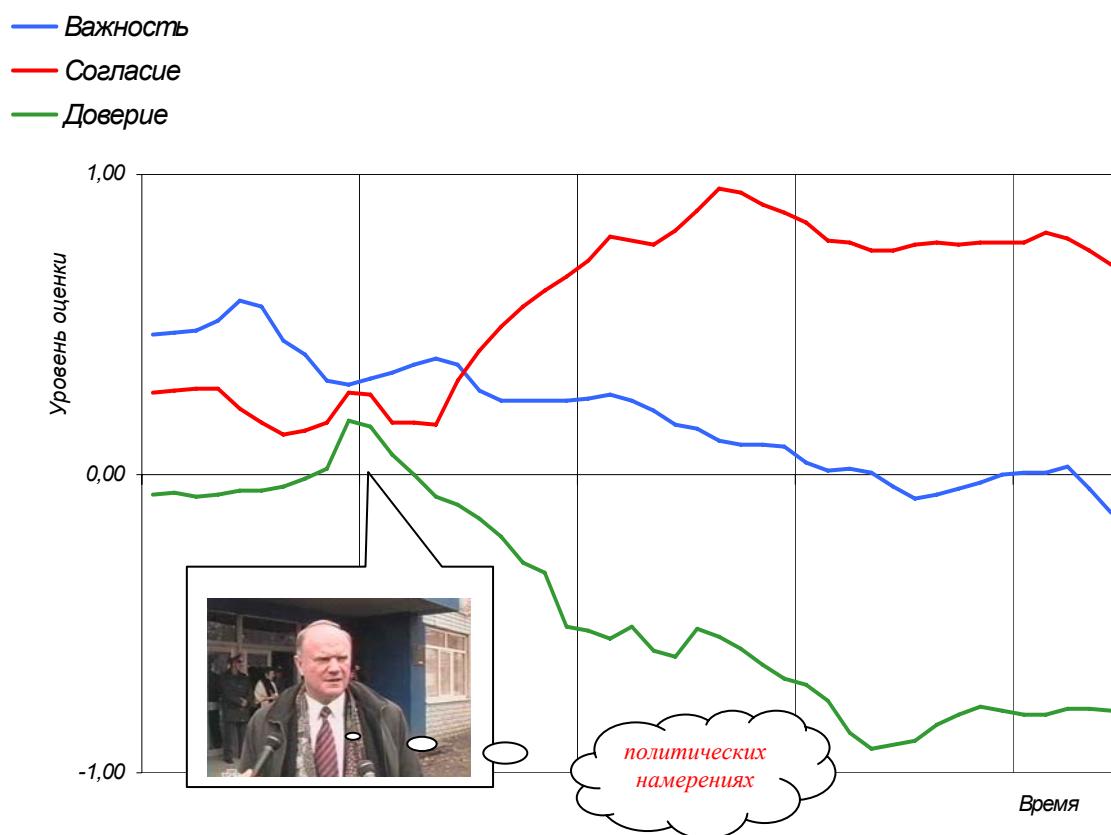 Важность
Согласие
Доверие
1,00
Уровень оценки
0,00
политических
намерениях
-1,00
Время